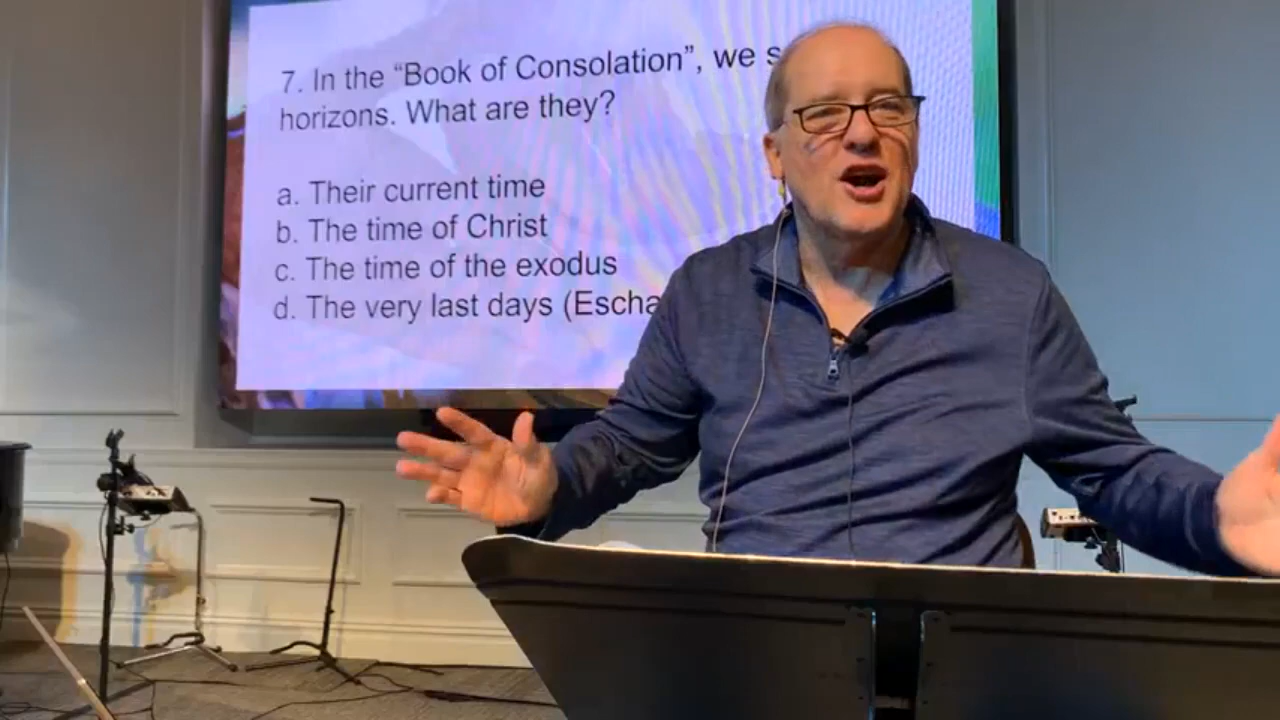 7. In the “Book of Consolation”, we
horizons. What are they?
a. Their current time
b. The time of Christ
c. The time of the exodus
d. The very last days (Escha